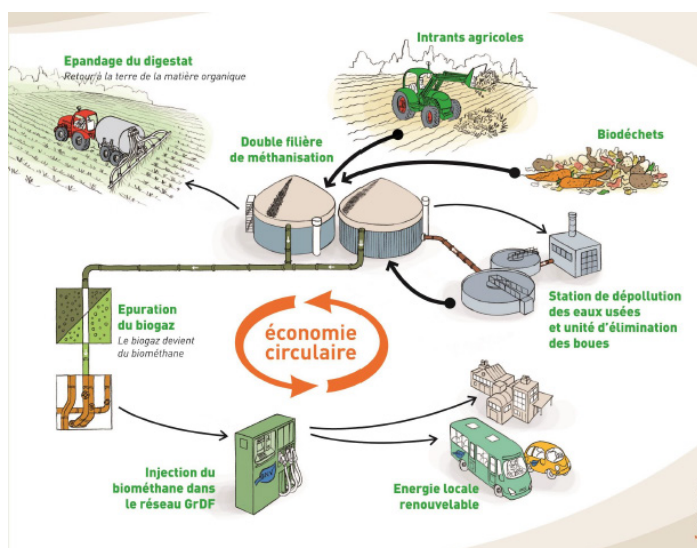 Intrants agricoles
Epandage du digestat
Retour à la terre de la matière organique
Double filière
de méthanisation
Biodéchets
Station de dépollution
des eaux usées
et unité d'élimination
des boues
Epuration
du biogaz
Le biogaz devient
du biométhane
économie
circulaire
Injection du
biométhane dans
le réseau GrDF
Energie locale
renouvelable